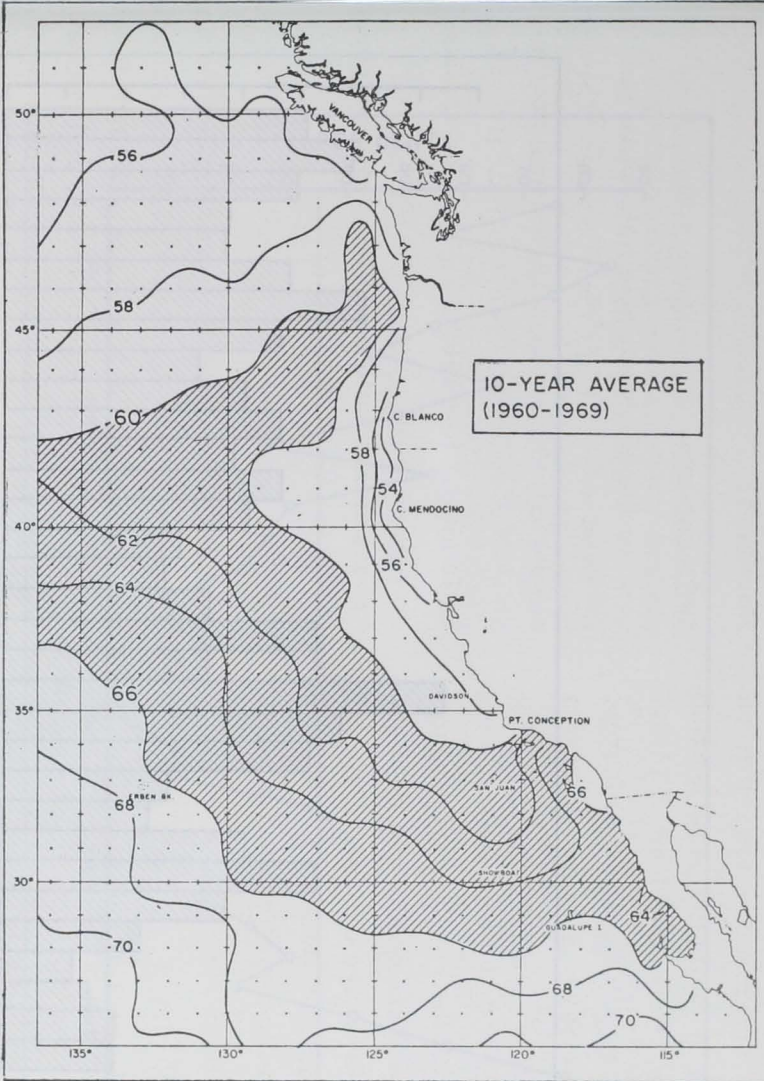 50°
VANCOUVER I.
56
58
45°
10-YEAR AVERAGE
(1960-1969)
60
C. BLANCO
58
54
C. MENDOCINO
40°
62
56
64
66
DAVIDSON
35°
PT. CONCEPTION
68
ERBEN BK.
SAN JUAN
66
SHOWBOAT
30°
64
GUADALUPE I.
70
68
70
135°
130°
125°
120°
115°